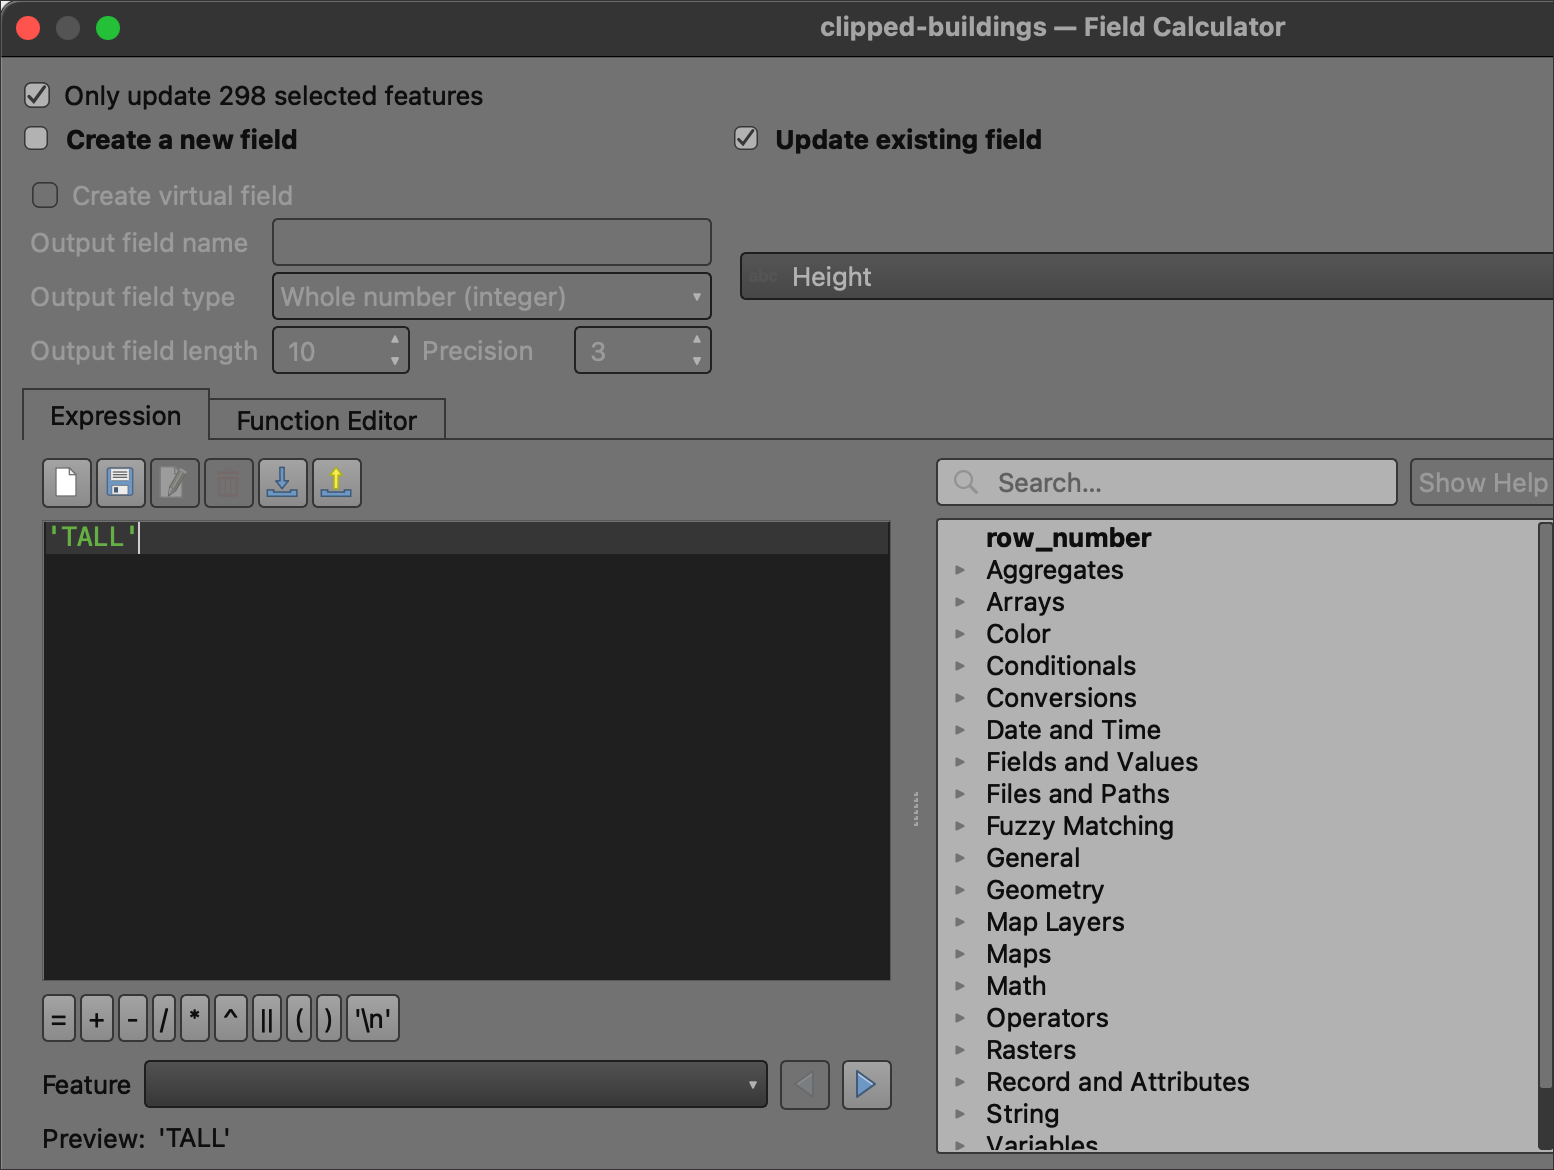 clipped-buildings — Field Calculator
Only update 298 selected features
Create a new field
Update existing field
Create virtual field
Output field name
abc Height
Output field type Whole number (integer)
Output field length 10 Precision 3
Expression Function Editor
Search... Show Help
'TALL'
row_number
Aggregates
Arrays
Color
Conditionals
Conversions
Date and Time
Fields and Values
Files and Paths
Fuzzy Matching
General
Geometry
Map Layers
Maps
Math
Operators
Rasters
Record and Attributes
String
Variables
= + - / * ^ || ( ) '\n'
Feature
Preview: 'TALL'